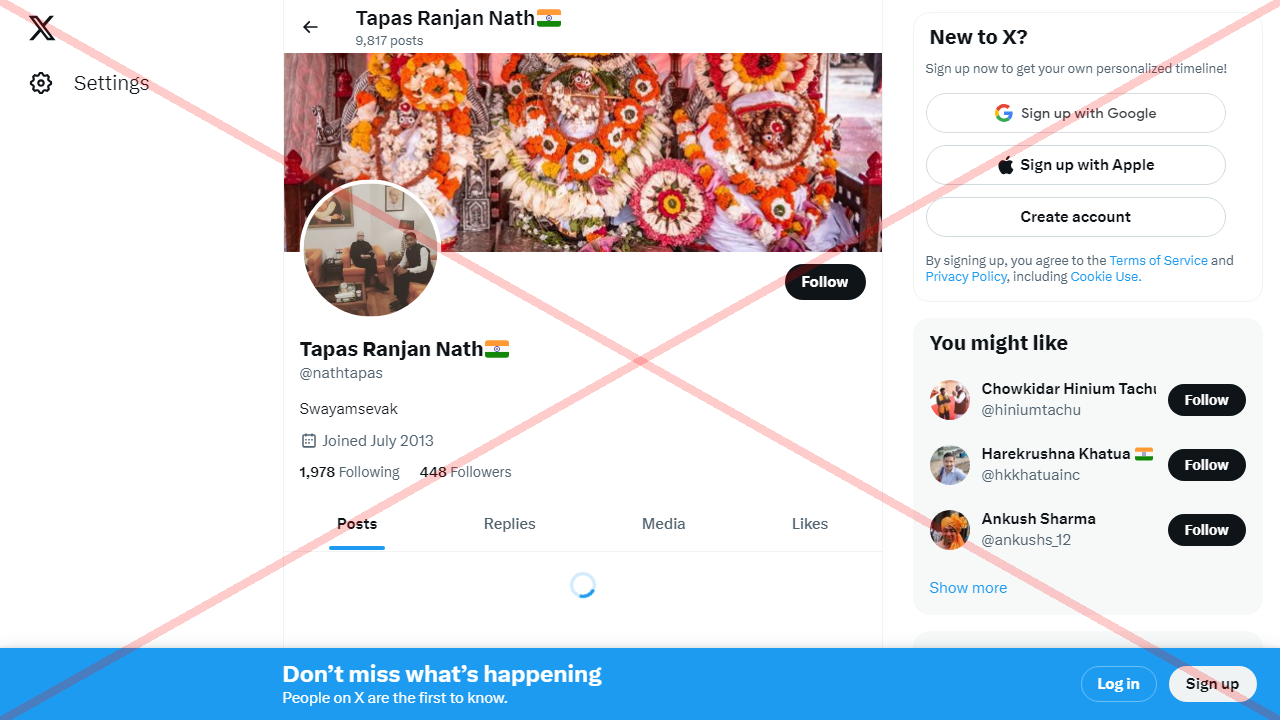 Settings
Tapas Ranjan Nath🇮🇳
9,817 posts
Follow
Tapas Ranjan Nath🇮🇳
@nathtapas
Swayamsevak
Joined July 2013
1,978 Following 448 Followers
Posts Replies Media Likes
New to X?
Sign up now to get your own personalized timeline!
Sign up with Google
Sign up with Apple
Create account
By signing up, you agree to the Terms of Service and
Privacy Policy, including Cookie Use.
You might like
Chowkidar Hinium Tachu
@hiniumtachu
Follow
Harekrushna Khatua 🇮🇳
@hkkhatuainc
Follow
Ankush Sharma
@ankushs_12
Follow
Show more
Don’t miss what’s happening
People on X are the first to know.
Log in
Sign up